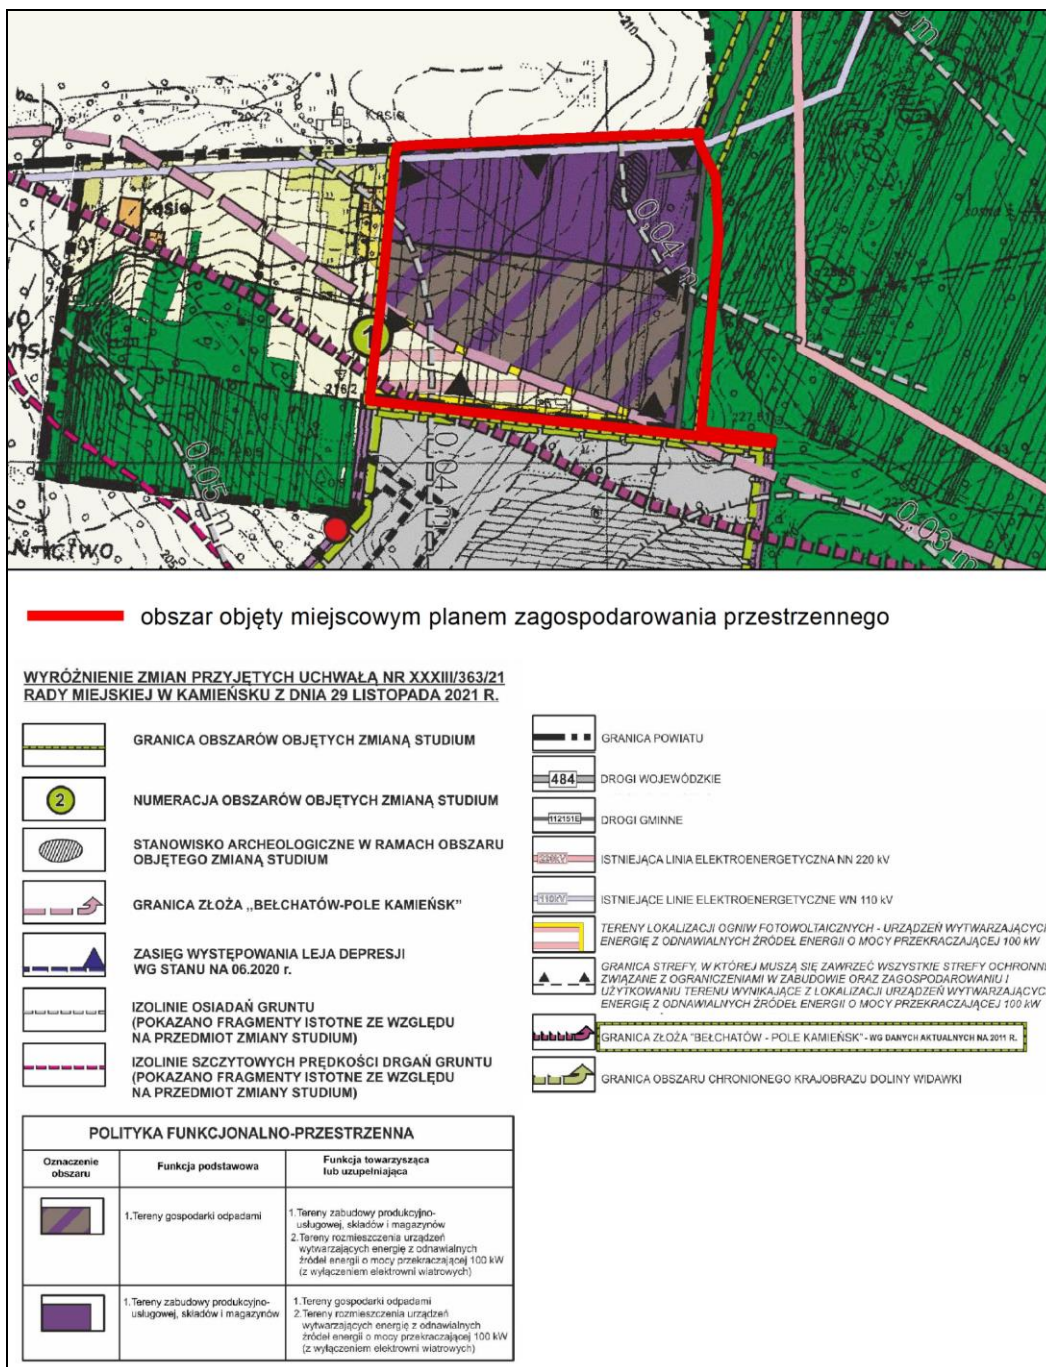 210
m
202,2
Kasie
Kasie
0,04 m
sosna
1
216,2
227,5
0,05 m
0,04 m
0,03 m
N-ictwo
205
obszar objęty miejscowym planem zagospodarowania przestrzennego
WYRÓŻNIENIE ZMIAN PRZYJĘTYCH UCHWAŁĄ NR XXXIII/363/21
RADY MIEJSKIEJ W KAMIEŃSKU Z DNIA 29 LISTOPADA 2021 R.
GRANICA OBSZARÓW OBJĘTYCH ZMIANĄ STUDIUM
2
NUMERACJA OBSZARÓW OBJĘTYCH ZMIANĄ STUDIUM
STANOWISKO ARCHEOLOGICZNE W RAMACH OBSZARU
OBJĘTEGO ZMIANĄ STUDIUM
GRANICA ZŁOŻA „BEŁCHATÓW-POLE KAMIEŃSK"
ZASIĘG WYSTĘPOWANIA LEJA DEPRESJI
WG STANU NA 06.2020 r.
IZOLINIE OSIADAŃ GRUNTU
(POKAZANO FRAGMENTY ISTOTNE ZE WZGLĘDU
NA PRZEDMIOT ZMIANY STUDIUM)
IZOLINIE SZCZYTOWYCH PRĘDKOŚCI DRGAŃ GRUNTU
(POKAZANO FRAGMENTY ISTOTNE ZE WZGLĘDU
NA PRZEDMIOT ZMIANY STUDIUM)
GRANICA POWIATU
484 DROGI WOJEWÓDZKIE
112151E DROGI GMINNE
220kV ISTNIEJĄCA LINIA ELEKTROENERGETYCZNA NN 220 kV
110kV ISTNIEJĄCE LINIE ELEKTROENERGETYCZNE WN 110 kV
TERENY LOKALIZACJI OGNIW FOTOWOLTAICZNYCH - URZĄDZEŃ WYTWARZAJĄCYCH
ENERGIĘ Z ODNAWIALNYCH ŹRÓDEŁ ENERGII O MOCY PRZEKRACZAJĄCEJ 100 kW
GRANICA STREFY, W KTÓREJ MUSZĄ SIĘ ZAWRZEĆ WSZYSTKIE STREFY OCHRONNE
ZWIĄZANE Z OGRANICZENIAMI W ZABUDOWIE ORAZ ZAGOSPODAROWANIU I
UŻYTKOWANIU TERENU WYNIKAJĄCE Z LOKALIZACJI URZĄDZEŃ WYTWARZAJĄCYC
ENERGIĘ Z ODNAWIALNYCH ŹRÓDEŁ ENERGII O MOCY PRZEKRACZAJĄCEJ 100 kW
GRANICA ZŁOŻA "BEŁCHATÓW - POLE KAMIEŃSK" - WG DANYCH AKTUALNYCH NA 2011 R.
GRANICA OBSZARU CHRONIONEGO KRAJOBRAZU DOLINY WIDAWKI
POLITYKA FUNKCJONALNO-PRZESTRZENNA
Oznaczenie
obszaru
Funkcja podstawowa
Funkcja towarzysząca
lub uzupełniająca
1.Tereny gospodarki odpadami
1.Tereny zabudowy produkcyjno-
usługowej, składów i magazynów
2.Tereny rozmieszczenia urządzeń
wytwarzających energię z odnawialnych
źródeł energii o mocy przekraczającej 100 kW
(z wyłączeniem elektrowni wiatrowych)
1.Tereny zabudowy produkcyjno-
usługowej, składów i magazynów
1.Tereny gospodarki odpadami
2.Tereny rozmieszczenia urządzeń
wytwarzających energię z odnawialnych
źródeł energii o mocy przekraczającej 100 kW
(z wyłączeniem elektrowni wiatrowych)